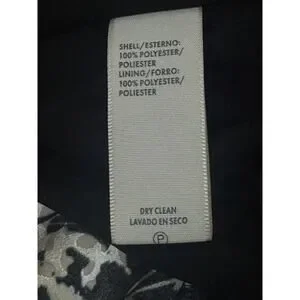 SHELL/ESTERNO:
100% POLYESTER/
POLIESTER
LINING/FORRO:
100% POLYESTER/
POLIESTER
DRY CLEAN
LAVADO EN SECO
P